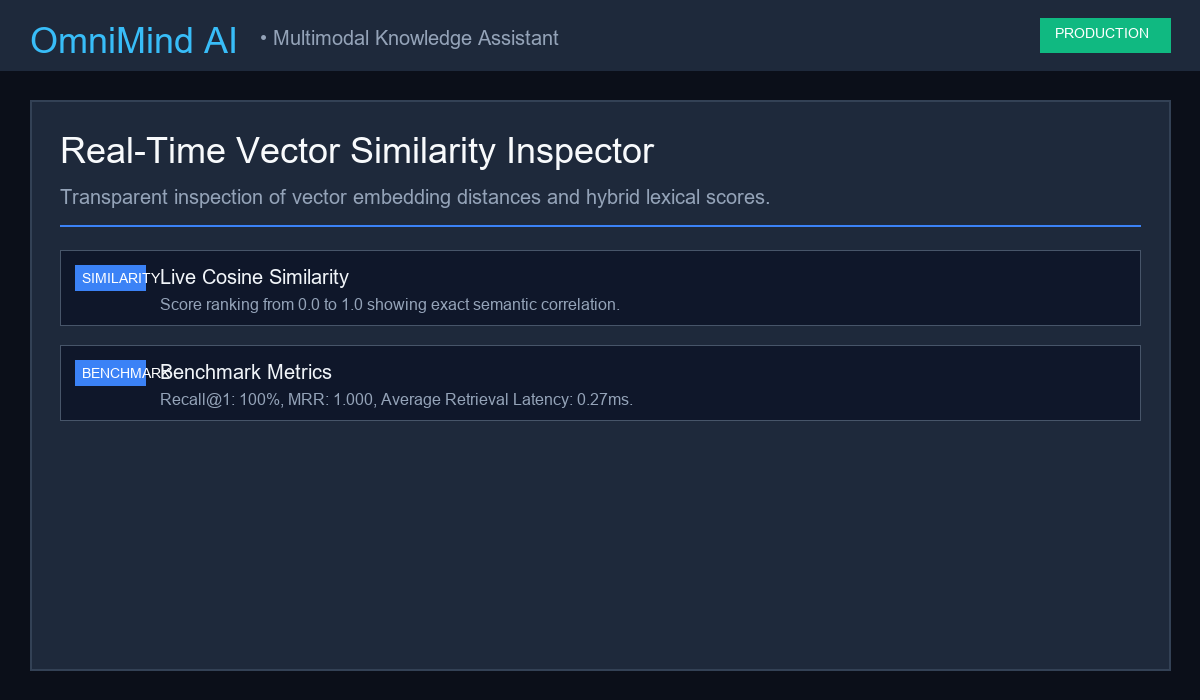 OmniMind AI • Multimodal Knowledge Assistant
PRODUCTION
Real-Time Vector Similarity Inspector
Transparent inspection of vector embedding distances and hybrid lexical scores.
SIMILARITY Live Cosine Similarity
Score ranking from 0.0 to 1.0 showing exact semantic correlation.
BENCHMARK Benchmark Metrics
Recall@1: 100%, MRR: 1.000, Average Retrieval Latency: 0.27ms.